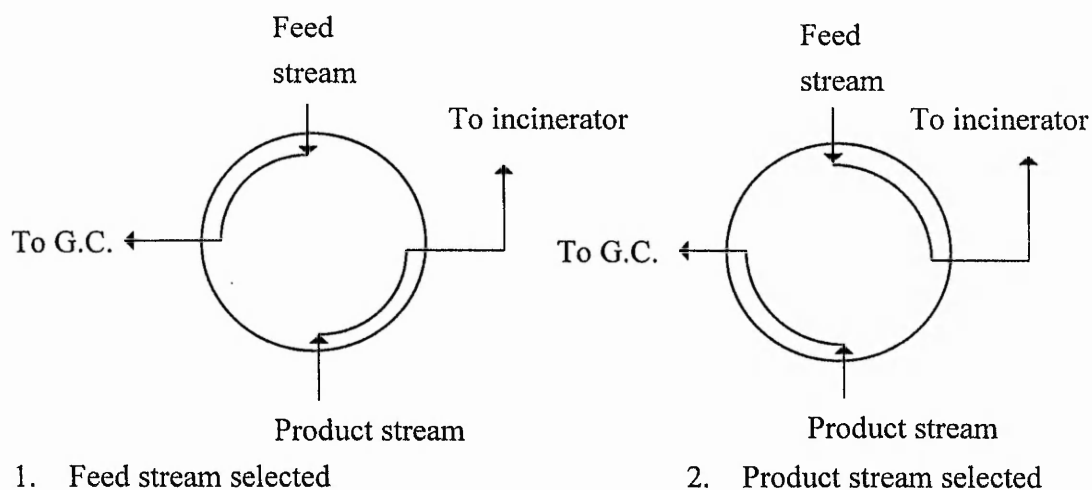 Feed
stream
To incinerator
To G.C.
Product stream
1. Feed stream selected
Feed
stream
To incinerator
To G.C.
Product stream
2. Product stream selected